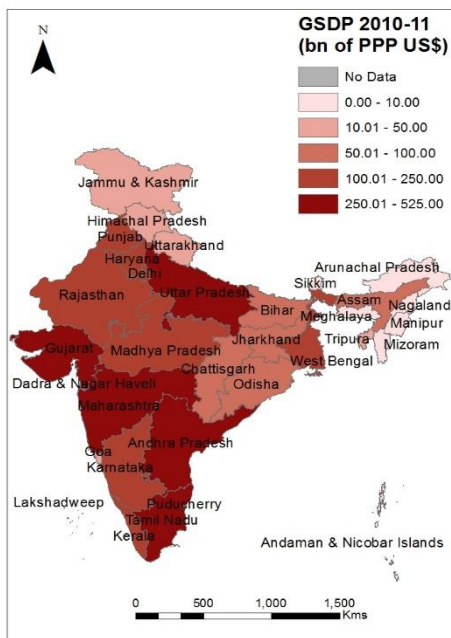 GSDP 2010-11
(bn of PPP US$)
No Data
0.00 - 10.00
10.01 - 50.00
50.01 - 100.00
100.01 - 250.00
250.01 - 525.00
N
Jammu & Kashmir
Himachal Pradesh
Punjab
Uttarakhand
Haryana
Delhi
Arunachal Pradesh
Sikkim
Rajasthan
Uttar Pradesh
Assam
Nagaland
Bihar
Meghalaya
Manipur
Gujarat
Madhya Pradesh
Jharkhand
Tripura
Mizoram
West Bengal
Chattisgarh
Dadra & Nagar Haveli
Odisha
Maharashtra
Andhra Pradesh
Goa
Karnataka
Lakshadweep
Puducherry
Tamil Nadu
Kerala
Andaman & Nicobar Islands
0 500 1,000 1,500
Kms